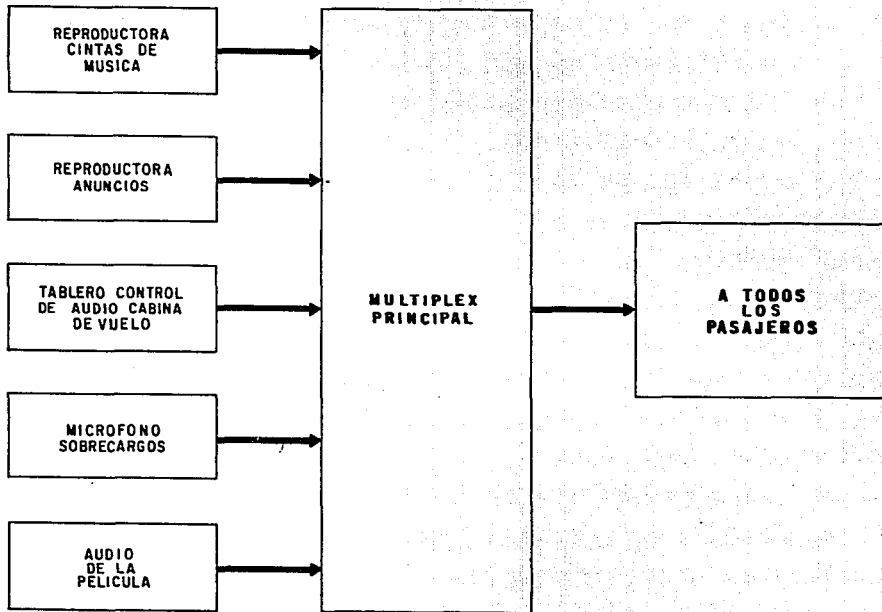 REPRODUCTORA
CINTAS DE
MUSICA
REPRODUCTORA
ANUNCIOS
TABLERO CONTROL
DE AUDIO CABINA
DE VUELO
MICROFONO
SOBRECARGOS
AUDIO
DE LA
PELICULA
MULTIPLEX
PRINCIPAL
A TODOS
LOS
PASAJEROS